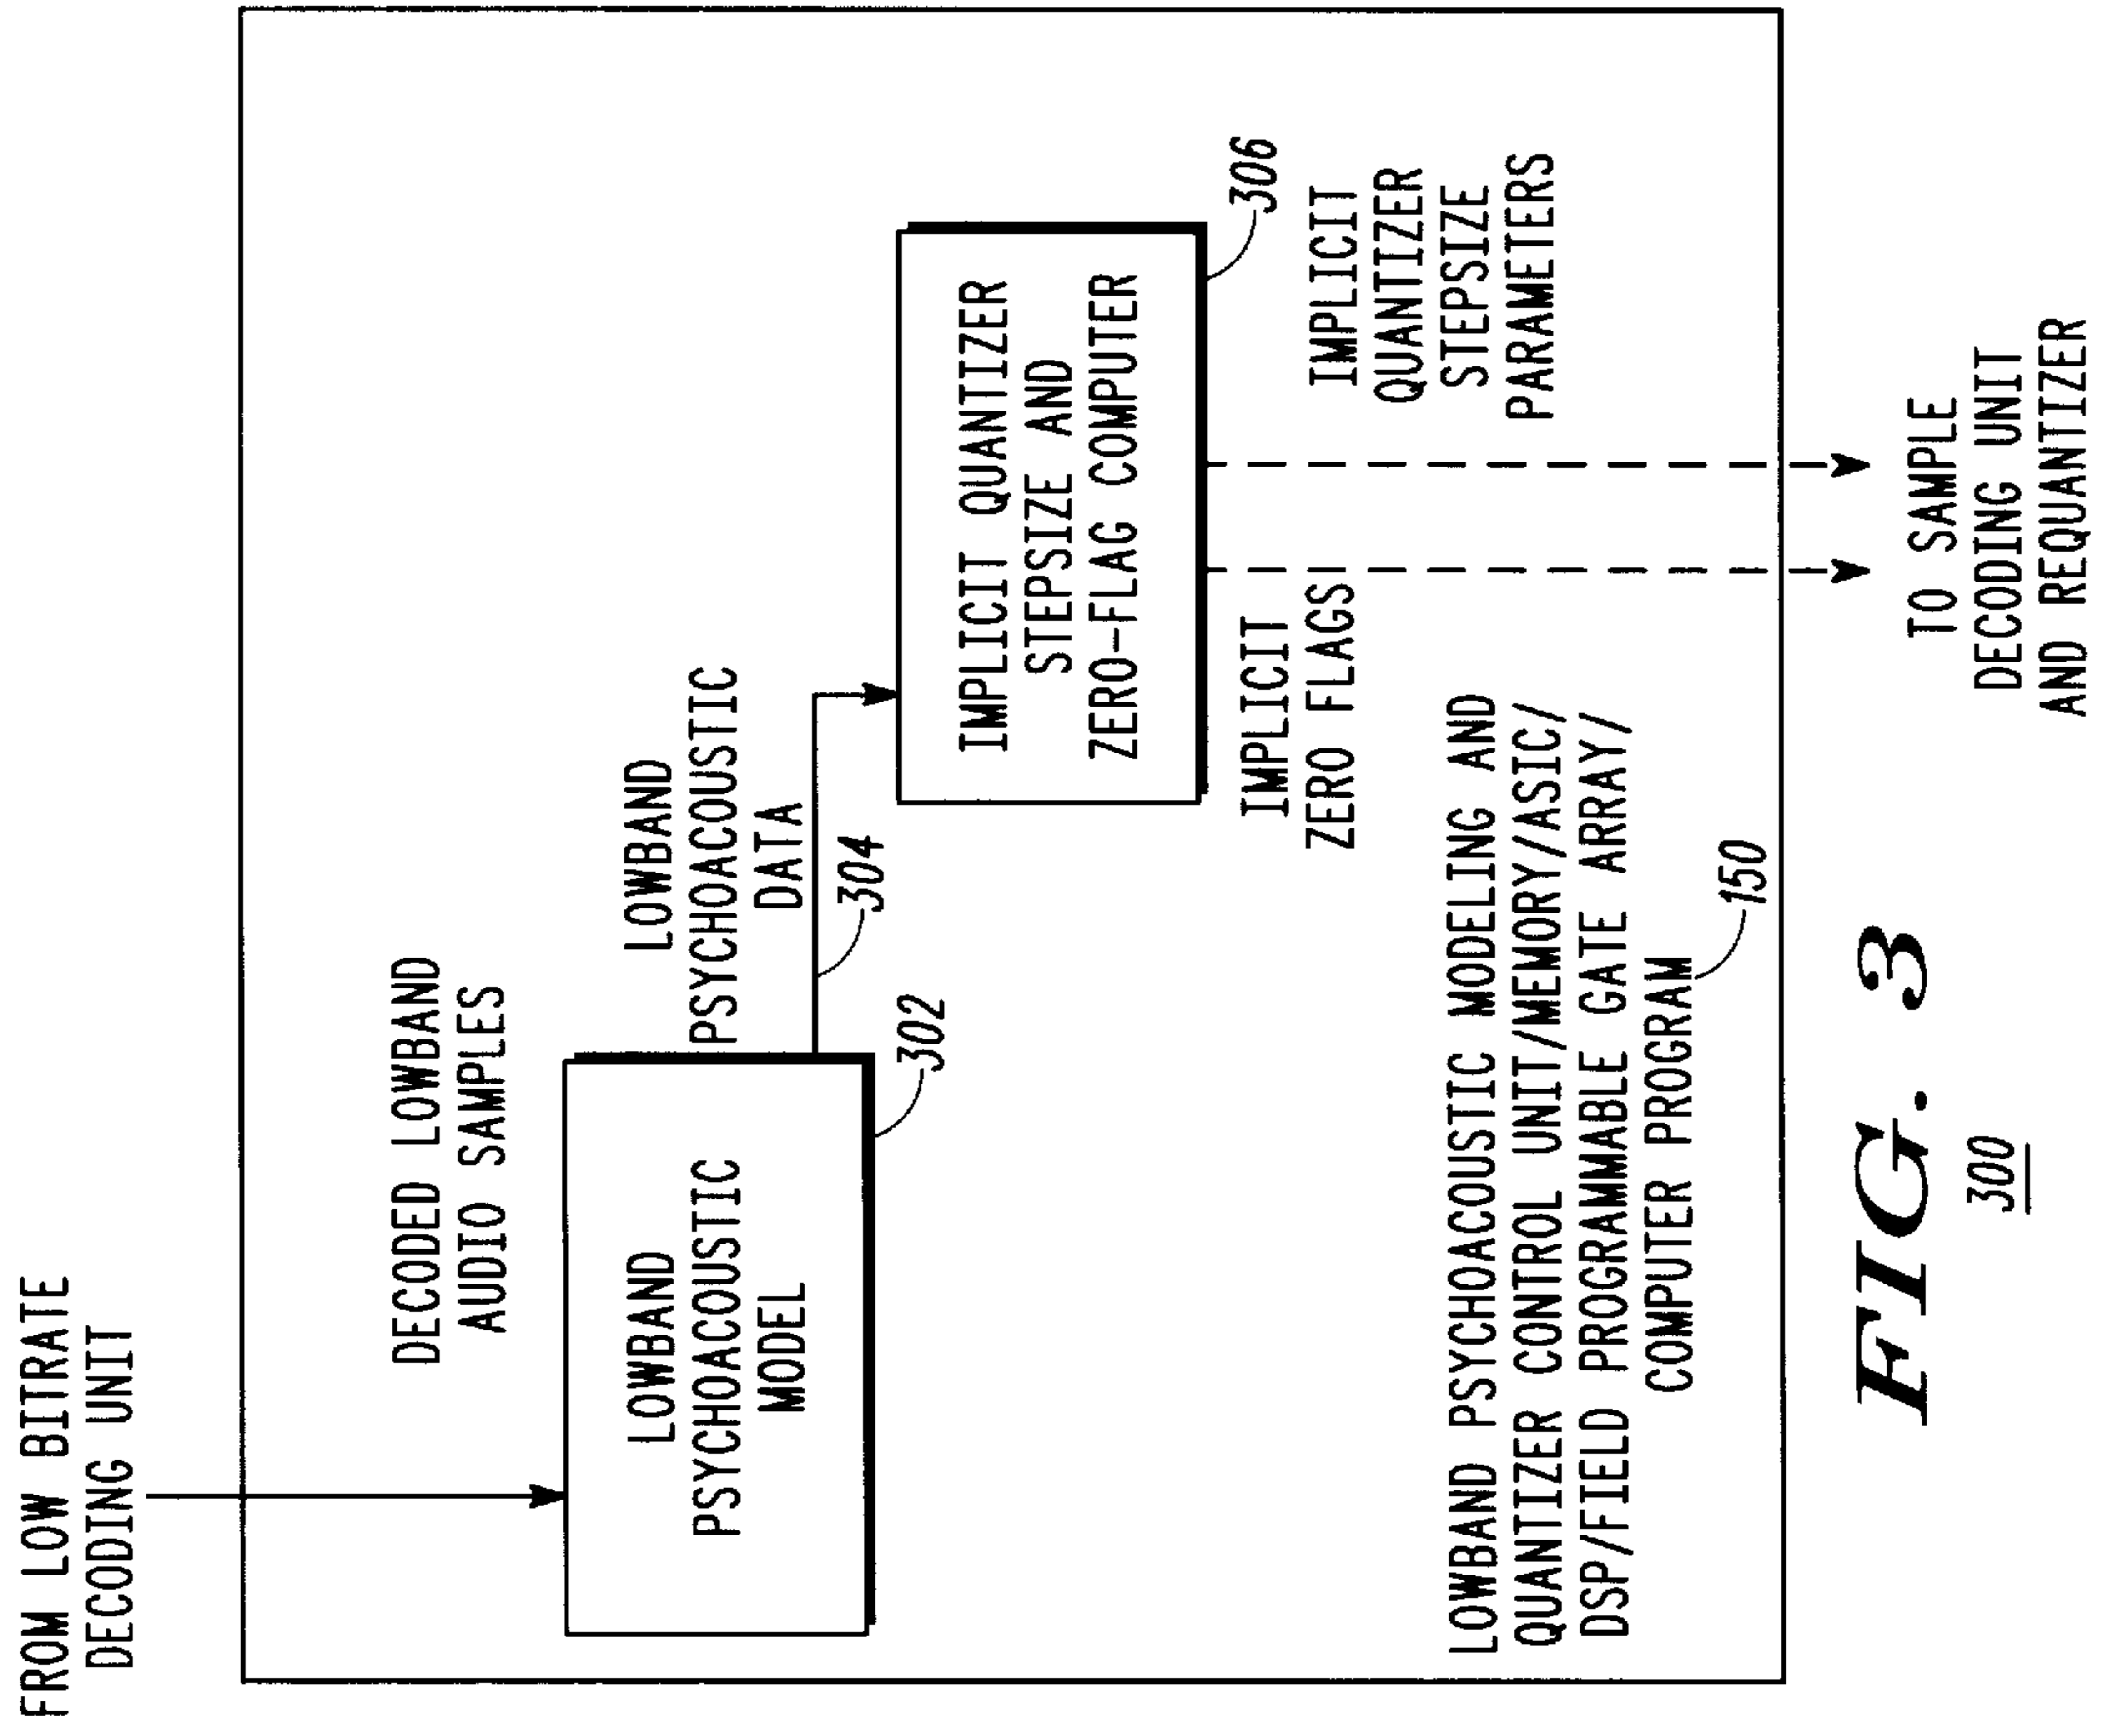 FROM LOW BITRATE
DECODING UNIT
DECODED LOWBAND
AUDIO SAMPLES
LOWBAND
PSYCHOACOUSTIC
MODEL
302
LOWBAND
PSYCHOACOUSTIC
DATA
304
IMPLICIT QUANTIZER
STEPSIZE AND
ZERO-FLAG COMPUTER
306
IMPLICIT
ZERO FLAGS
IMPLICIT
QUANTIZER
STEPSIZE
PARAMETERS
LOWBAND PSYCHOACOUSTIC MODELING AND
QUANTIZER CONTROL UNIT/MEMORY/ASIC/
DSP/FIELD PROGRAMMABLE GATE ARRAY/
COMPUTER PROGRAM
150
TO SAMPLE
DECODING UNIT
AND REQUANTIZER
FIG. 3
300